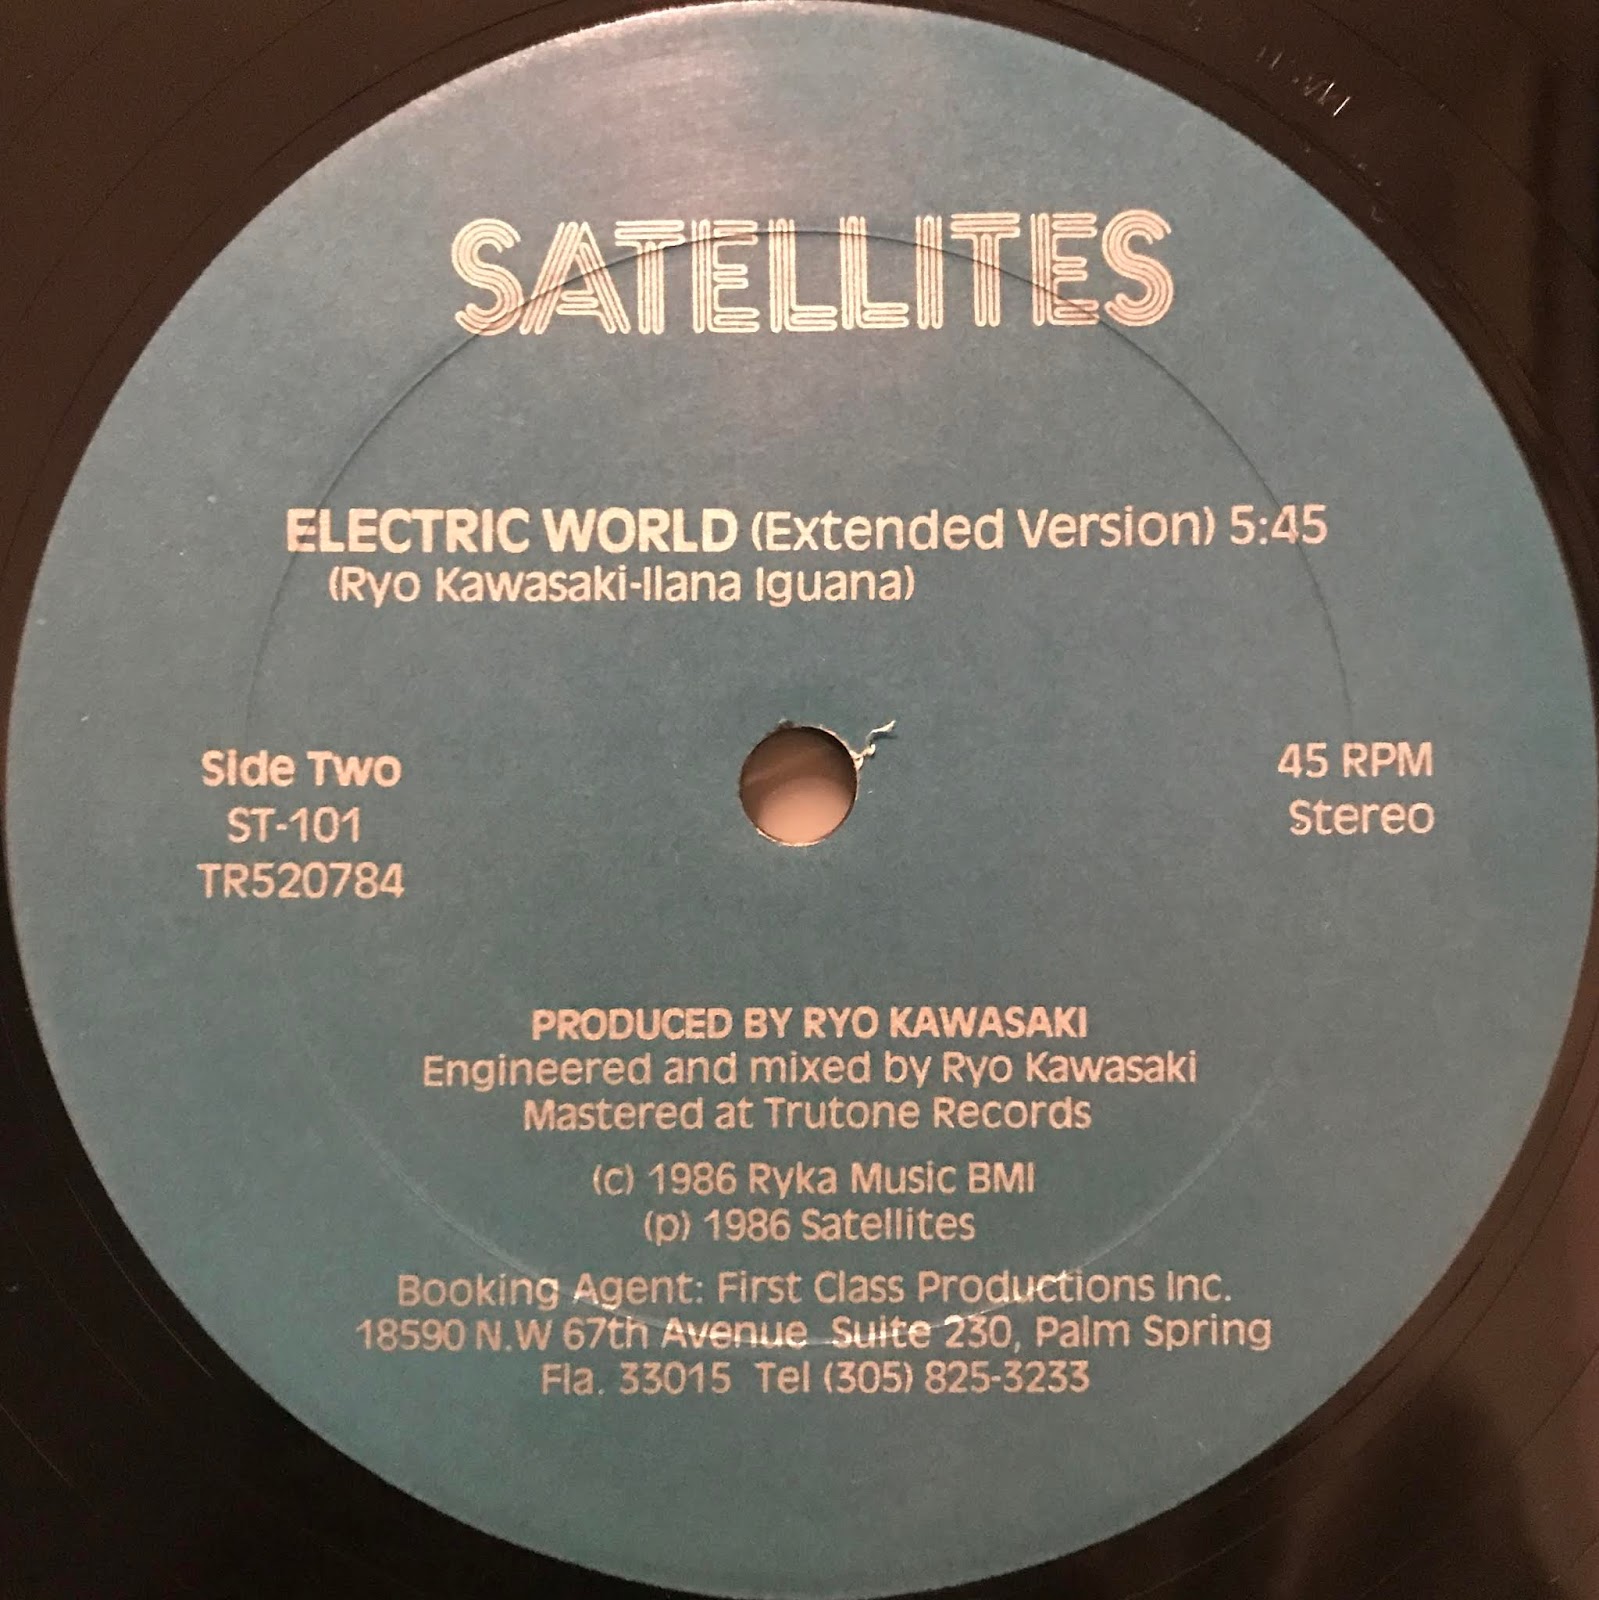 SATELLITES
ELECTRIC WORLD (Extended Version) 5:45
(Ryo Kawasaki-Ilana Iguana)
Side Two
ST-101
TR520784
45 RPM
Stereo
PRODUCED BY RYO KAWASAKI
Engineered and mixed by Ryo Kawasaki
Mastered at Trutone Records
(c) 1986 Ryka Music BMI
(p) 1986 Satellites
Booking Agent: First Class Productions Inc.
18590 N.W 67th Avenue Suite 230, Palm Spring
Fla. 33015 Tel (305) 825-3233